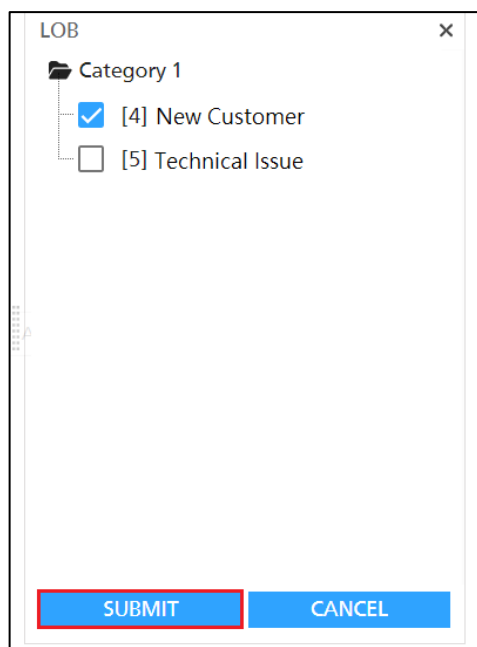 LOB
Category 1
[4] New Customer
[5] Technical Issue
SUBMIT CANCEL